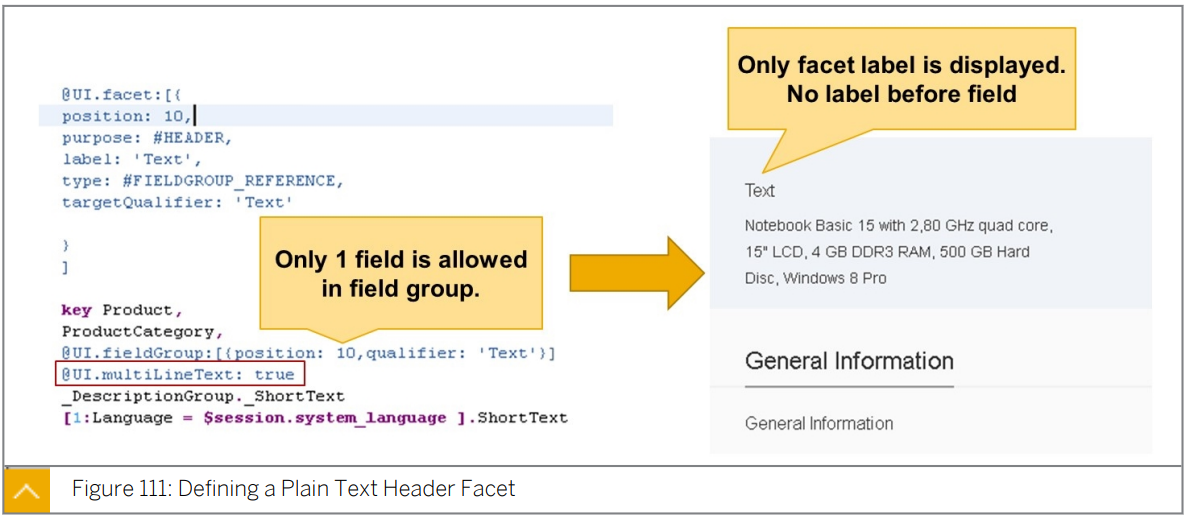 @UI.facet:[{
position: 10,
purpose: #HEADER,
label: 'Text',
type: #FIELDGROUP_REFERENCE,
targetQualifier: 'Text'
}
]
Only 1 field is allowed
in field group.
key Product,
ProductCategory,
@UI.fieldGroup:[{position: 10,qualifier: 'Text'}]
@UI.multiLineText: true
_DescriptionGroup._ShortText
[1:Language = $session.system_language ].ShortText
Only facet label is displayed.
No label before field
Text
Notebook Basic 15 with 2,80 GHz quad core,
15" LCD, 4 GB DDR3 RAM, 500 GB Hard
Disc, Windows 8 Pro
General Information
General Information
Figure 111: Defining a Plain Text Header Facet